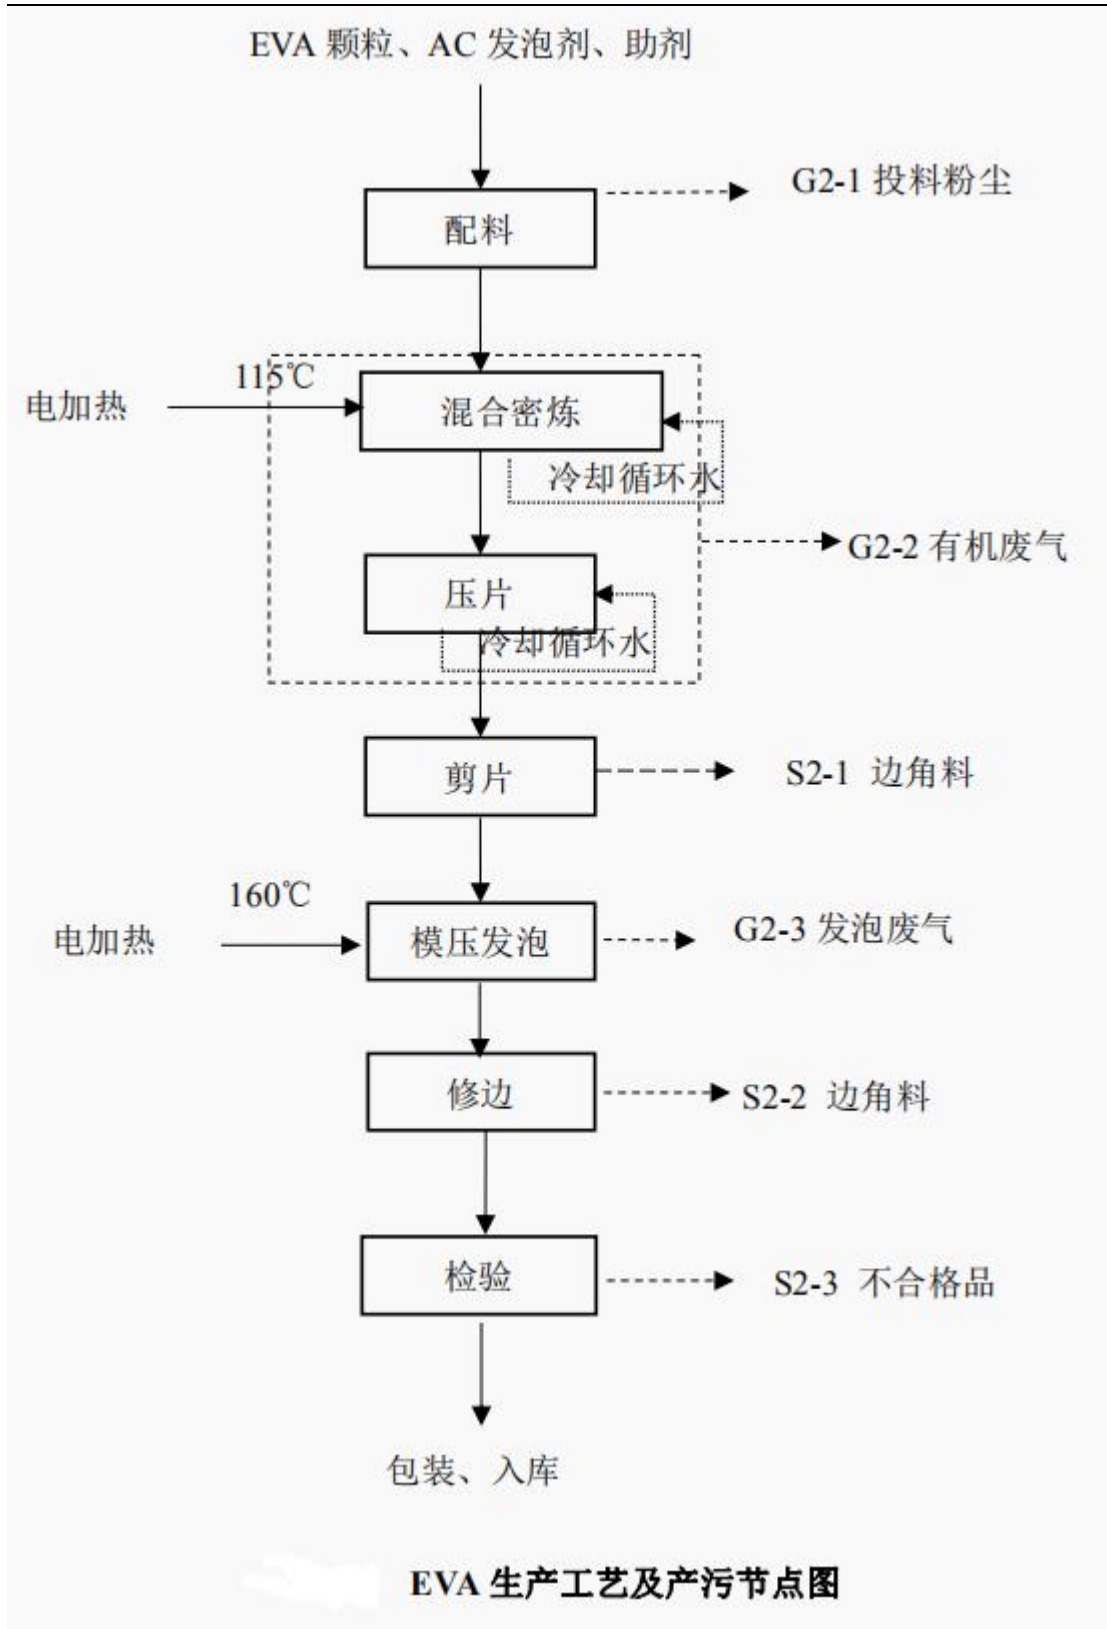 EVA 颗粒、AC 发泡剂、助剂
G2-1 投料粉尘
配料
115℃
电加热
混合密炼
冷却循环水
G2-2 有机废气
压片
冷却循环水
剪片
S2-1 边角料
160℃
电加热
模压发泡
G2-3 发泡废气
修边
S2-2 边角料
检验
S2-3 不合格品
包装、入库
EVA 生产工艺及产污节点图